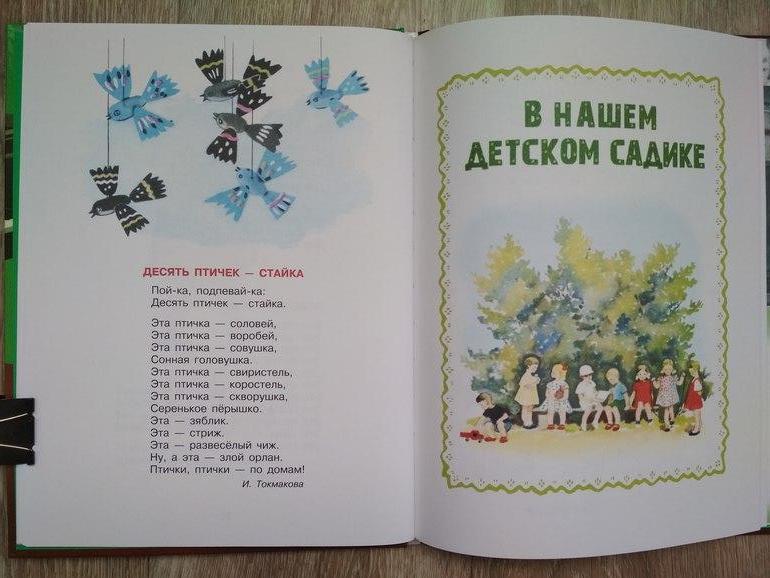 ДЕСЯТЬ ПТИЧЕК — СТАЙКА
Пой-ка, подпевай-ка:
Десять птичек — стайка.
Эта птичка — соловей,
Эта птичка — воробей,
Эта птичка — совушка,
Сонная головушка.
Эта птичка — свиристель,
Эта птичка — коростель,
Эта птичка — скворушка,
Серенькое пёрышко.
Эта — зяблик.
Эта — стриж.
Эта — развесёлый чиж.
Ну, а эта — злой орлан.
Птички, птички — по домам!
И. Токмакова
В НАШЕМ
ДЕТСКОМ САДИКЕ